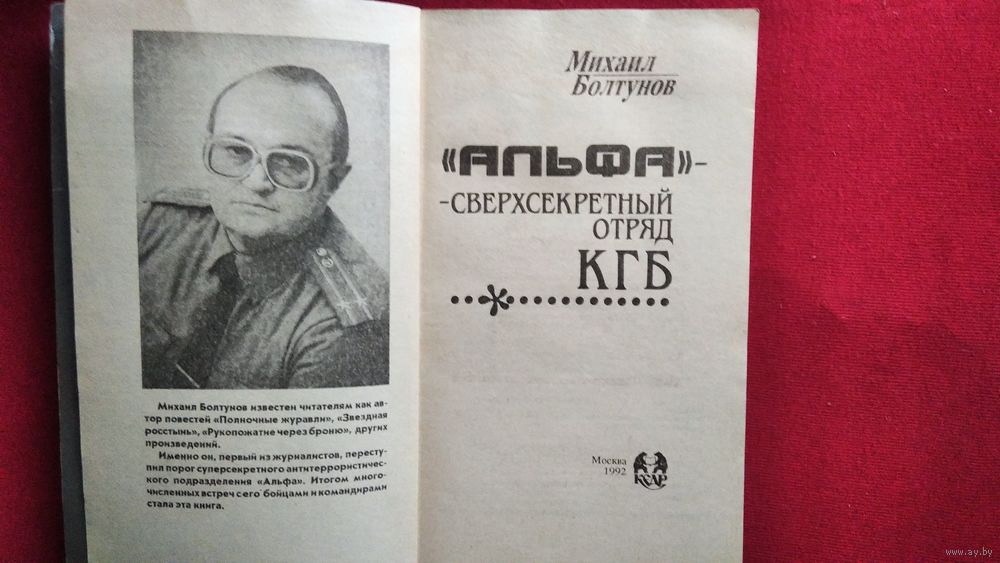 Михаил Болтунов известен читателям как ав-
тор повестей «Полночные журавли», «Звездная
росстынь», «Рукопожатие через броню», других
произведений.
Именно он, первый из журналистов, пересту-
пил порог суперсекретного антитеррористичес-
кого подразделения «Альфа». Итогом много-
численных встреч с его бойцами и командирами
стала эта книга.
Михаил
Болтунов
«АЛЬФА»-
-СВЕРХСЕКРЕТНЫЙ
ОТРЯД
КГБ
Москва
1992
КЕДР
www.ay.by